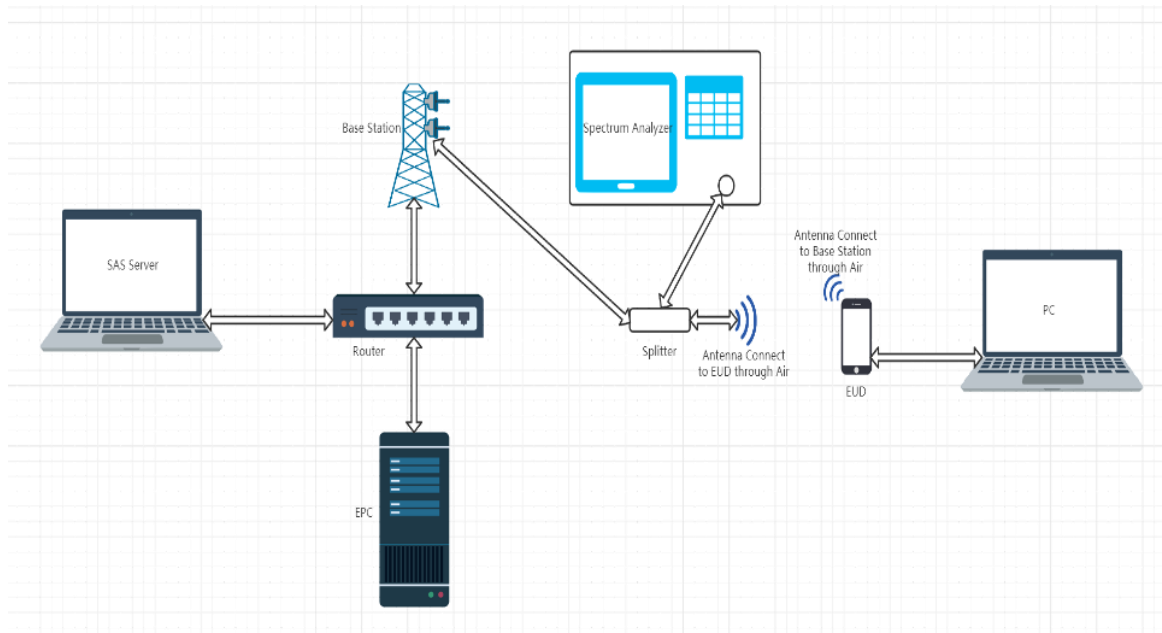 Base Station
Spectrum Analyzer
SAS Server
Antenna Connect
to Base Station
through Air
PC
Router
Splitter
Antenna Connect
to EUD through Air
EUD
EPC